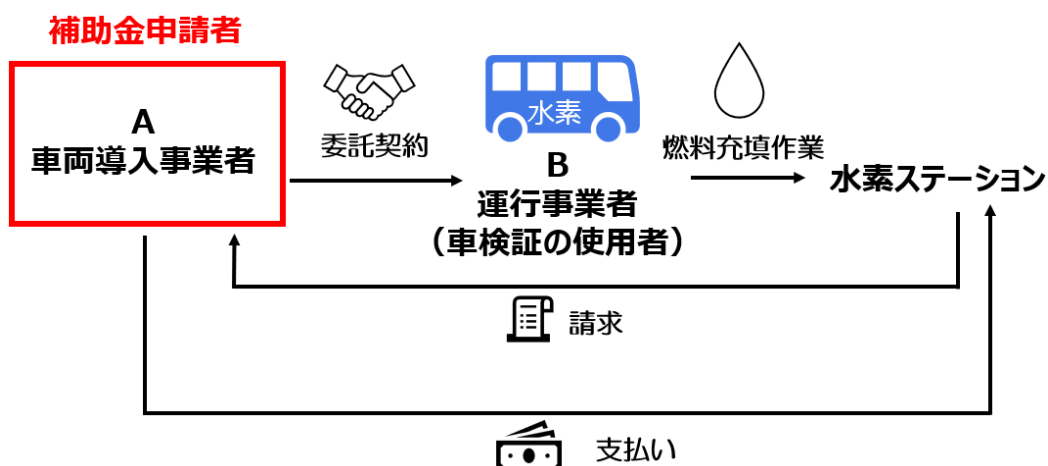 補助金申請者
A
車両導入事業者
委託契約
水素
B
運行事業者
（車検証の使用者）
燃料充填作業
水素ステーション
請求
支払い